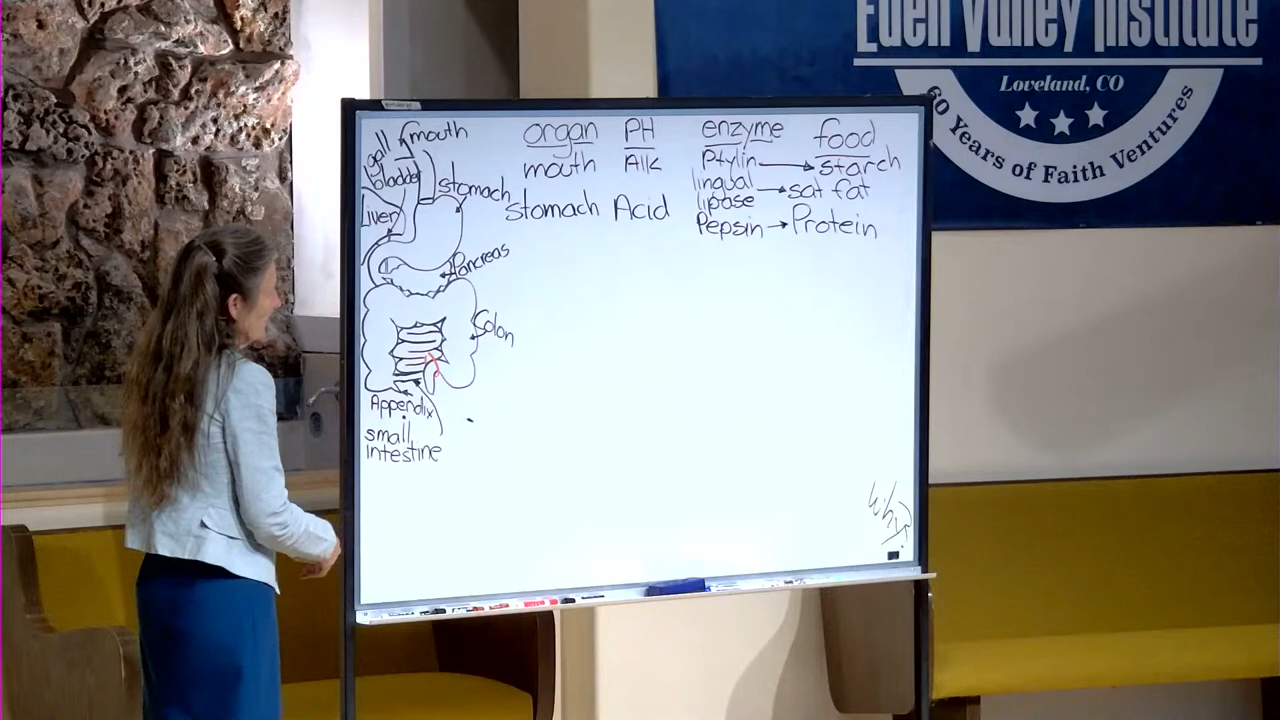 Eden Valley Institute
Loveland, CO
60 Years of Faith Ventures
organ PH enzyme food
mouth Alk Ptylin → starch
lingual lipase → sat fat
stomach Acid Pepsin → Protein
mouth
gall bladder
stomach
Liver
Pancreas
Colon
Appendix
small
intestine
Why?